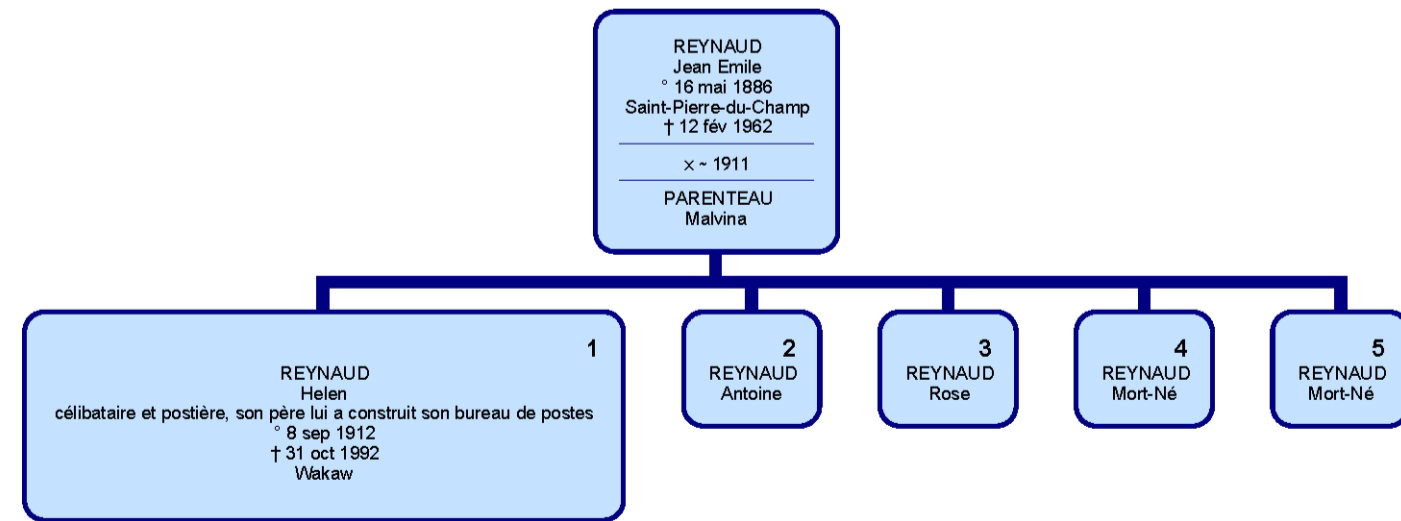 REYNAUD
Jean Emile
° 16 mai 1886
Saint-Pierre-du-Champ
† 12 fév 1962
x ~ 1911
PARENTEAU
Malvina
1
REYNAUD
Helen
célibataire et postière, son père lui a construit son bureau de postes
° 8 sep 1912
† 31 oct 1992
Wakaw
2
REYNAUD
Antoine
3
REYNAUD
Rose
4
REYNAUD
Mort-Né
5
REYNAUD
Mort-Né